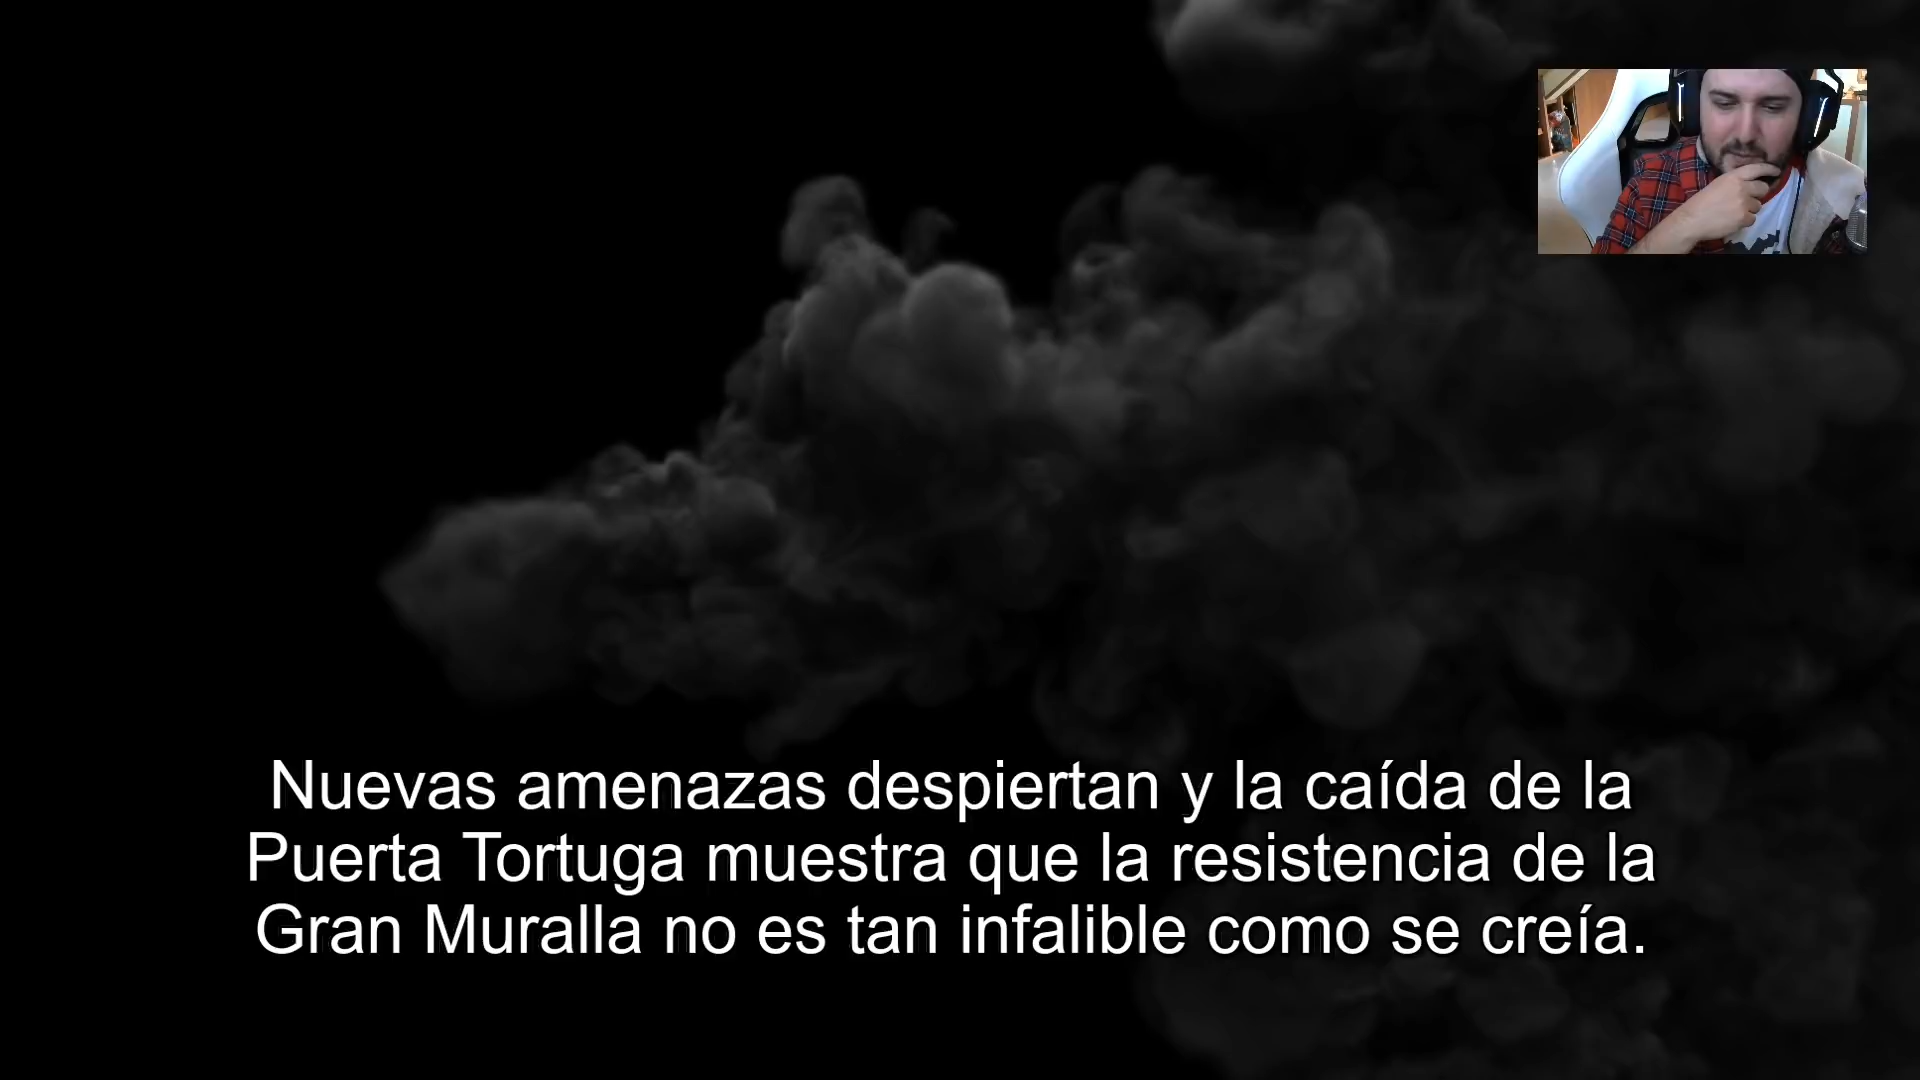 Nuevas amenazas despiertan y la caída de la
Puerta Tortuga muestra que la resistencia de la
Gran Muralla no es tan infalible como se creía.